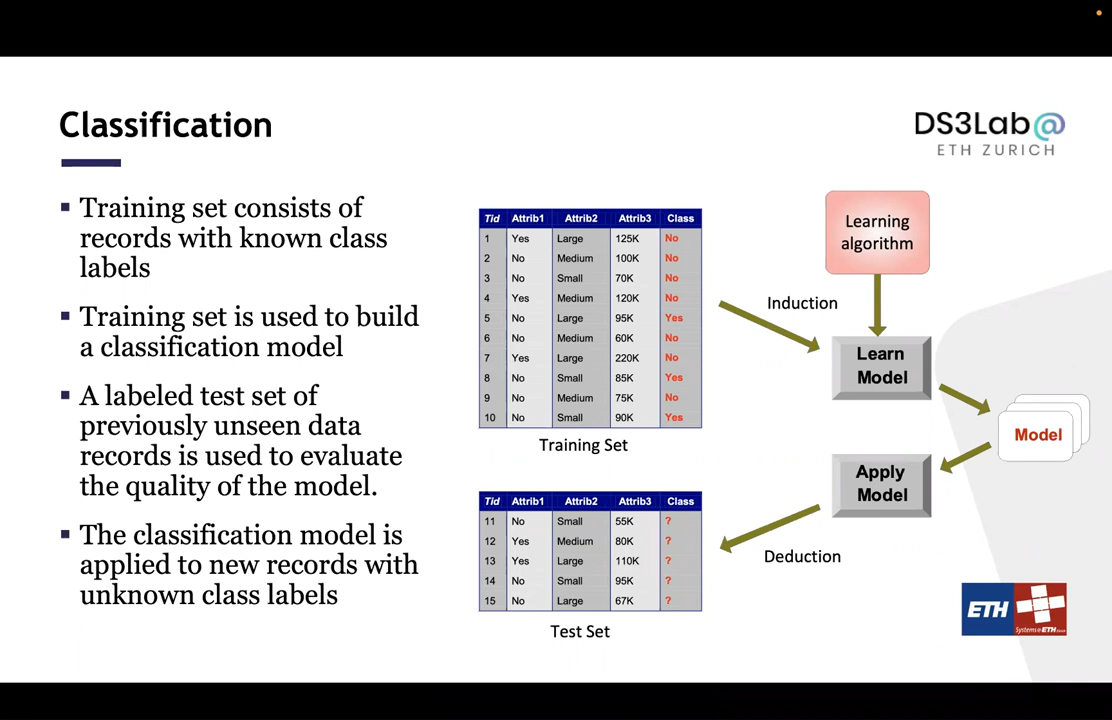 Classification
DS3Lab@
ETH ZURICH
Training set consists of
records with known class
labels
Training set is used to build
a classification model
A labeled test set of
previously unseen data
records is used to evaluate
the quality of the model.
The classification model is
applied to new records with
unknown class labels
Tid Attrib1 Attrib2 Attrib3 Class
1 Yes Large 125K No
2 No Medium 100K No
3 No Small 70K No
4 Yes Medium 120K No
5 No Large 95K Yes
6 No Medium 60K No
7 Yes Large 220K No
8 No Small 85K Yes
9 No Medium 75K No
10 No Small 90K Yes
Training Set
Tid Attrib1 Attrib2 Attrib3 Class
11 No Small 55K ?
12 Yes Medium 80K ?
13 Yes Large 110K ?
14 No Small 95K ?
15 No Large 67K ?
Test Set
Learning
algorithm
Induction
Learn
Model
Model
Apply
Model
Deduction
ETH
Systems@ETH